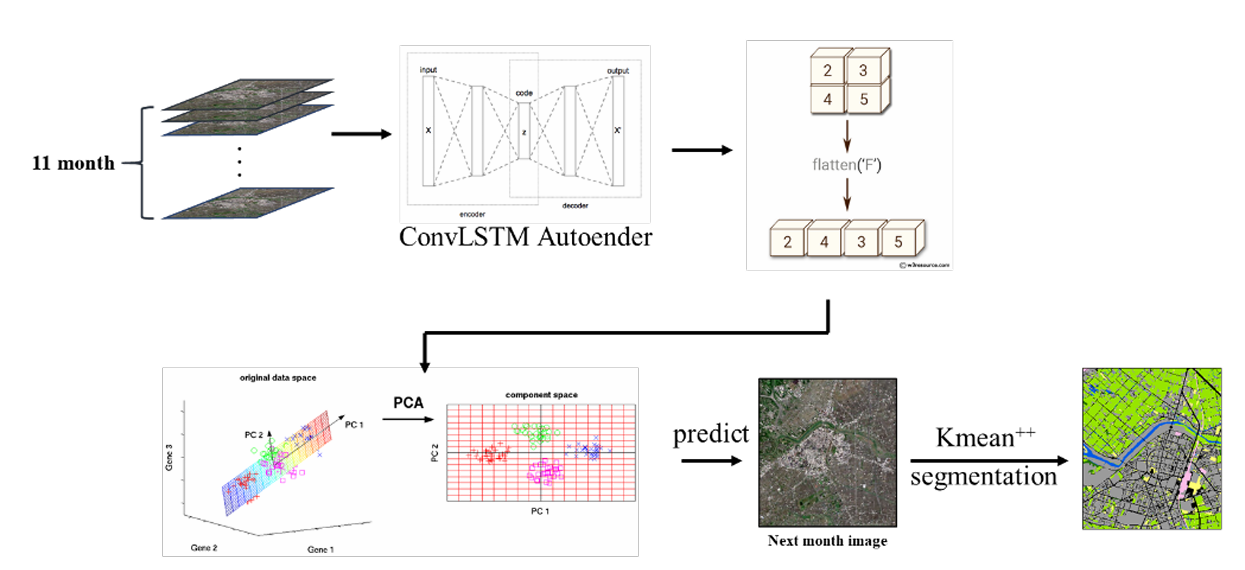 11 month
input
X
code
z
output
X'
encoder
decoder
ConvLSTM Autoender
2 3
4 5
flatten('F')
2 4 3 5
© w3resource.com
original data space
Gene 3
PC 2
PC 1
Gene 2
Gene 1
PCA
component space
PC 2
PC 1
predict
Next month image
Kmean++
segmentation